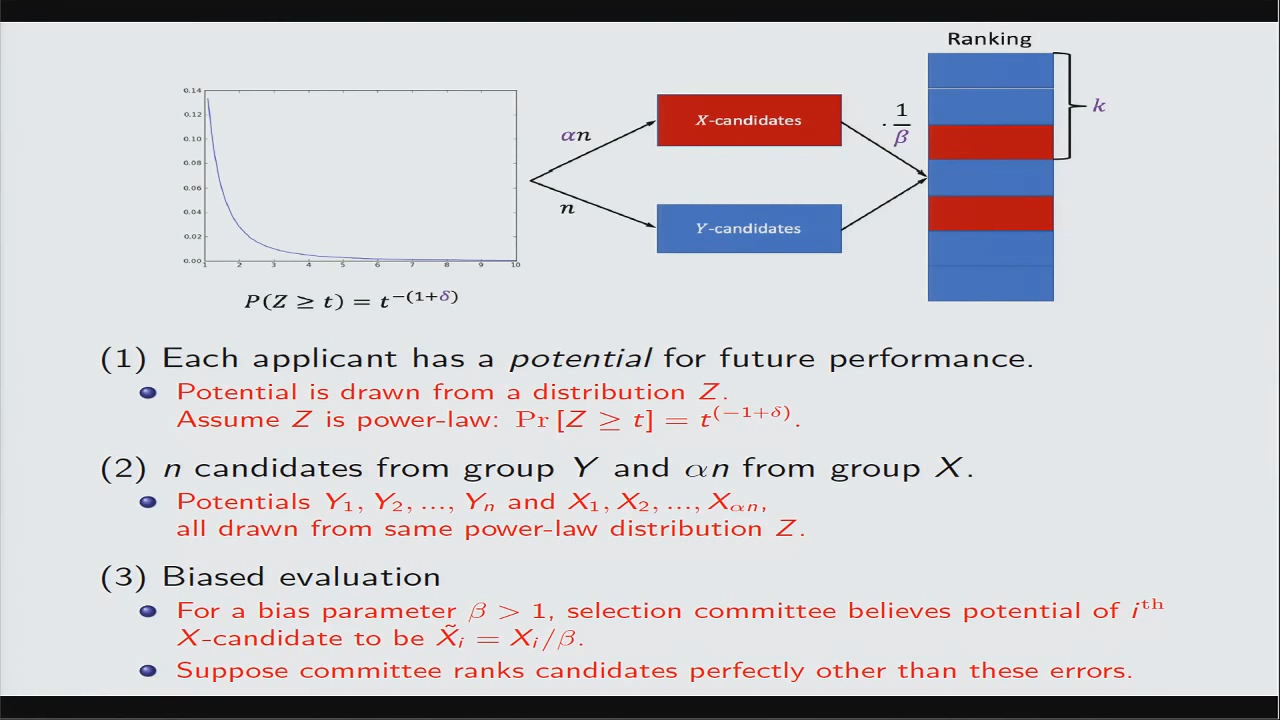 Ranking
0.14
0.12
0.10
0.08
0.06
0.04
0.02
0.00
1 2 3 4 5 6 7 8 9 10
P(Z ≥ t) = t^−(1+δ)
αn
n
X-candidates
Y-candidates
· 1/β
k
(1) Each applicant has a potential for future performance.
Potential is drawn from a distribution Z.
Assume Z is power-law: Pr [Z ≥ t] = t^(−1+δ).
(2) n candidates from group Y and αn from group X.
Potentials Y₁, Y₂, ..., Yₙ and X₁, X₂, ..., X_αn,
all drawn from same power-law distribution Z.
(3) Biased evaluation
For a bias parameter β > 1, selection committee believes potential of i^th
X-candidate to be X̃ᵢ = Xᵢ/β.
Suppose committee ranks candidates perfectly other than these errors.